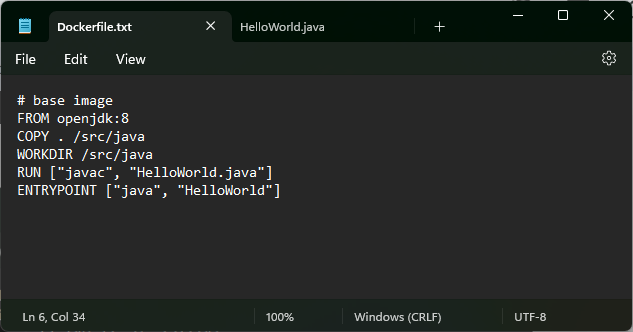 Dockerfile.txt
HelloWorld.java
File Edit View
# base image
FROM openjdk:8
COPY . /src/java
WORKDIR /src/java
RUN ["javac", "HelloWorld.java"]
ENTRYPOINT ["java", "HelloWorld"]
Ln 6, Col 34
100%
Windows (CRLF)
UTF-8